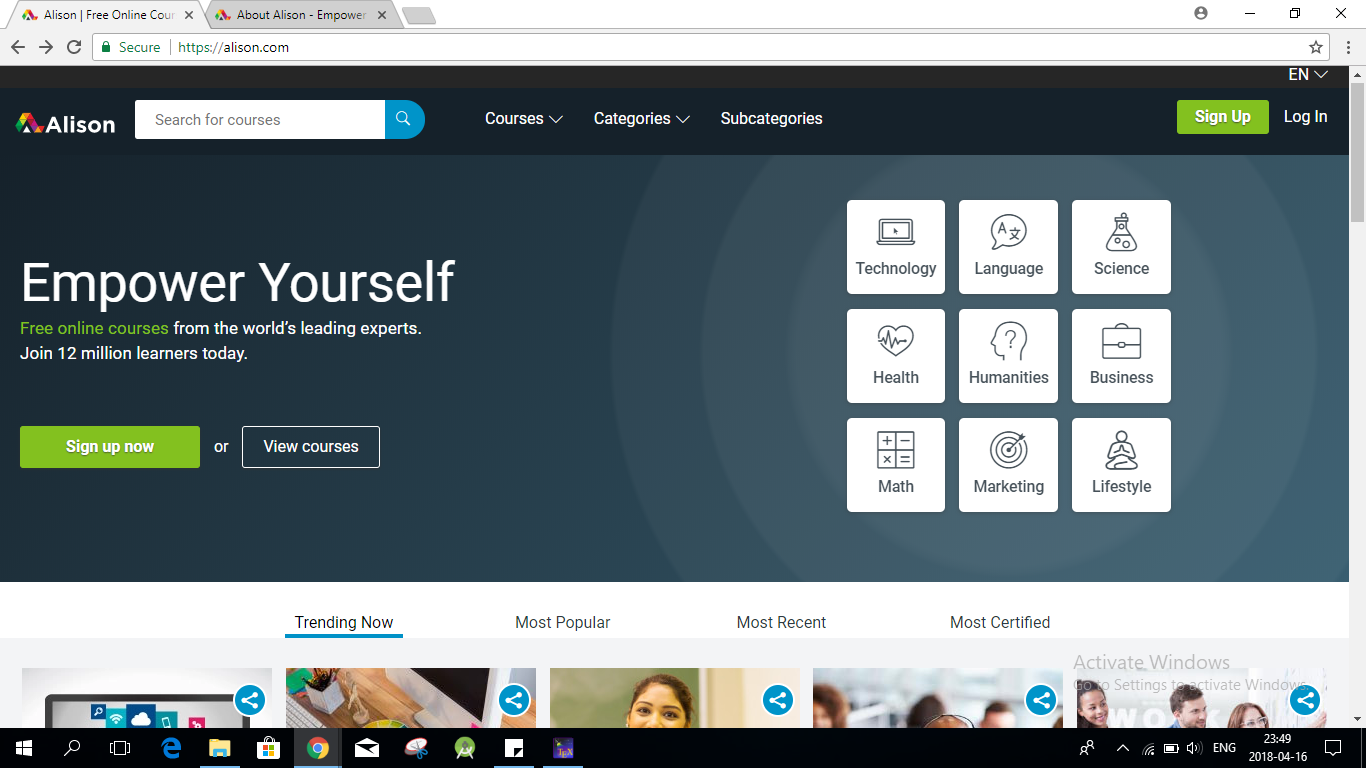 Alison | Free Online Cour
About Alison - Empower
Secure
https://alison.com
EN
Alison
Search for courses
Courses
Categories
Subcategories
Sign Up
Log In
Empower Yourself
Free online courses from the world’s leading experts.
Join 12 million learners today.
Sign up now
or
View courses
Technology
Language
Science
Health
Humanities
Business
Math
Marketing
Lifestyle
Trending Now
Most Popular
Most Recent
Most Certified
Activate Windows
Go to Settings to activate Windows.
ENG
23:49
2018-04-16